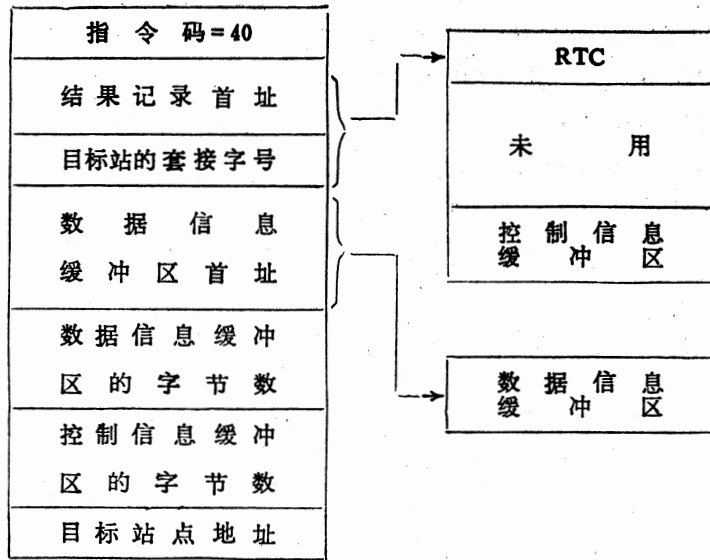 指令码=40
结果记录首址
目标站的套接字号
数据信息
缓冲区首址
数据信息缓冲
区的字节数
控制信息缓冲
区的字节数
目标站点地址
RTC
未用
控制信息
缓冲区
数据信息
缓冲区